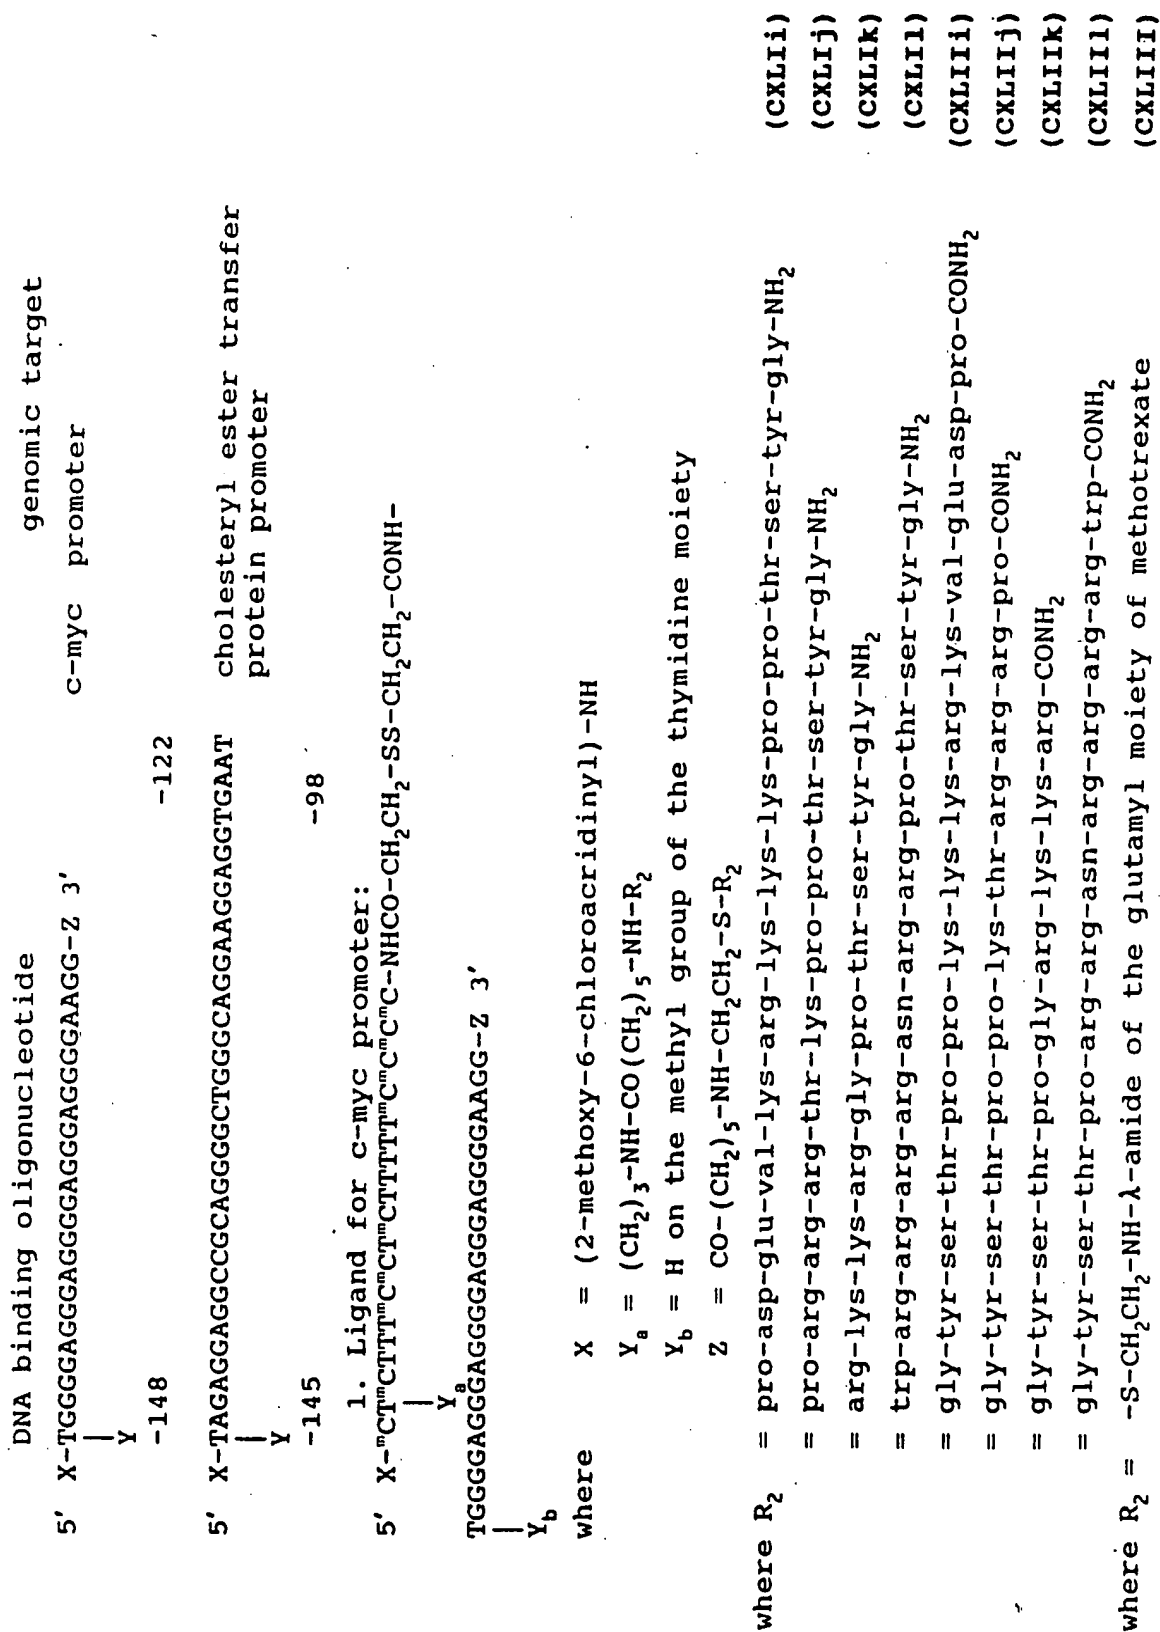 DNA binding oligonucleotide genomic target
5′ X-TGGGGAGGGAGGGGAGGGAGGGGAAGG-Z 3′ c-myc promoter
Y
-148 -122
5′ X-TAGAGGAGGCCGCAGGGGCTGGGCAGGAAGGAGGTGAAT cholesteryl ester transfer
Y protein promoter
-145 -98
1. Ligand for c-myc promoter:
5′ X-ᵐCTᵐCTTTᵐCᵐCTᵐCTTTTTᵐCᵐCᵐCᵐC-NHCO-CH₂CH₂-SS-CH₂CH₂-CONH-
Yₐ
TGGGGAGGGAGGGGAGGGAGGGGAAGG-Z 3′
Y_b
where X = (2-methoxy-6-chloroacridinyl)-NH
Yₐ = (CH₂)₃-NH-CO(CH₂)₅-NH-R₂
Y_b = H on the methyl group of the thymidine moiety
Z = CO-(CH₂)₅-NH-CH₂CH₂-S-R₂
where R₂ = pro-asp-glu-val-lys-arg-lys-lys-lys-pro-pro-thr-ser-tyr-gly-NH₂ (CXLIi)
= pro-arg-arg-arg-thr-lys-pro-pro-thr-ser-tyr-gly-NH₂ (CXLIj)
= arg-lys-lys-arg-gly-pro-thr-ser-tyr-gly-NH₂ (CXLIk)
= trp-arg-arg-arg-asn-arg-arg-pro-thr-ser-tyr-gly-NH₂ (CXLIl)
= gly-tyr-ser-thr-pro-pro-lys-lys-lys-arg-lys-val-glu-asp-pro-CONH₂ (CXLIIi)
= gly-tyr-ser-thr-pro-pro-lys-thr-arg-arg-arg-pro-CONH₂ (CXLIIj)
= gly-tyr-ser-thr-pro-gly-arg-lys-lys-arg-CONH₂ (CXLIIk)
= gly-tyr-ser-thr-pro-arg-arg-asn-arg-arg-arg-arg-trp-CONH₂ (CXLIIl)
where R₂ = -S-CH₂CH₂-NH-λ-amide of the glutamyl moiety of methotrexate (CXLIII)